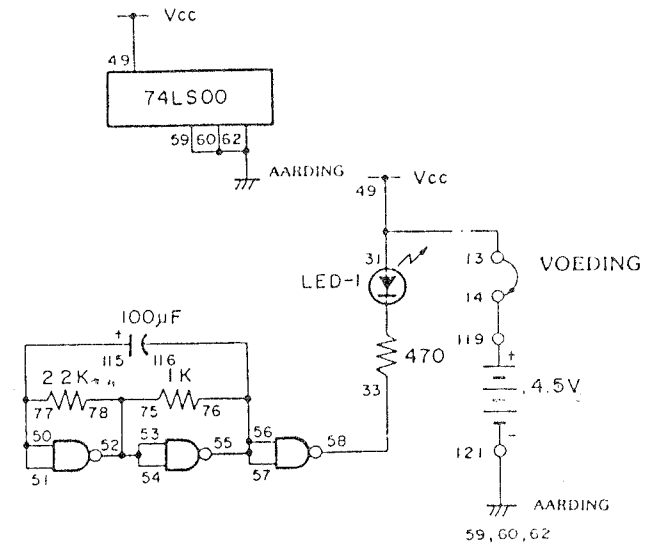 Vcc
49
74LS00
59 60 62
AARDING
Vcc
49
31
LED-1
13
VOEDING
14
119
+
4.5V
-
121
AARDING
59, 60, 62
470
33
100µF
+
115 116
22K
1K
77 78 75 76
50 52 53 55 56 58
51 54 57